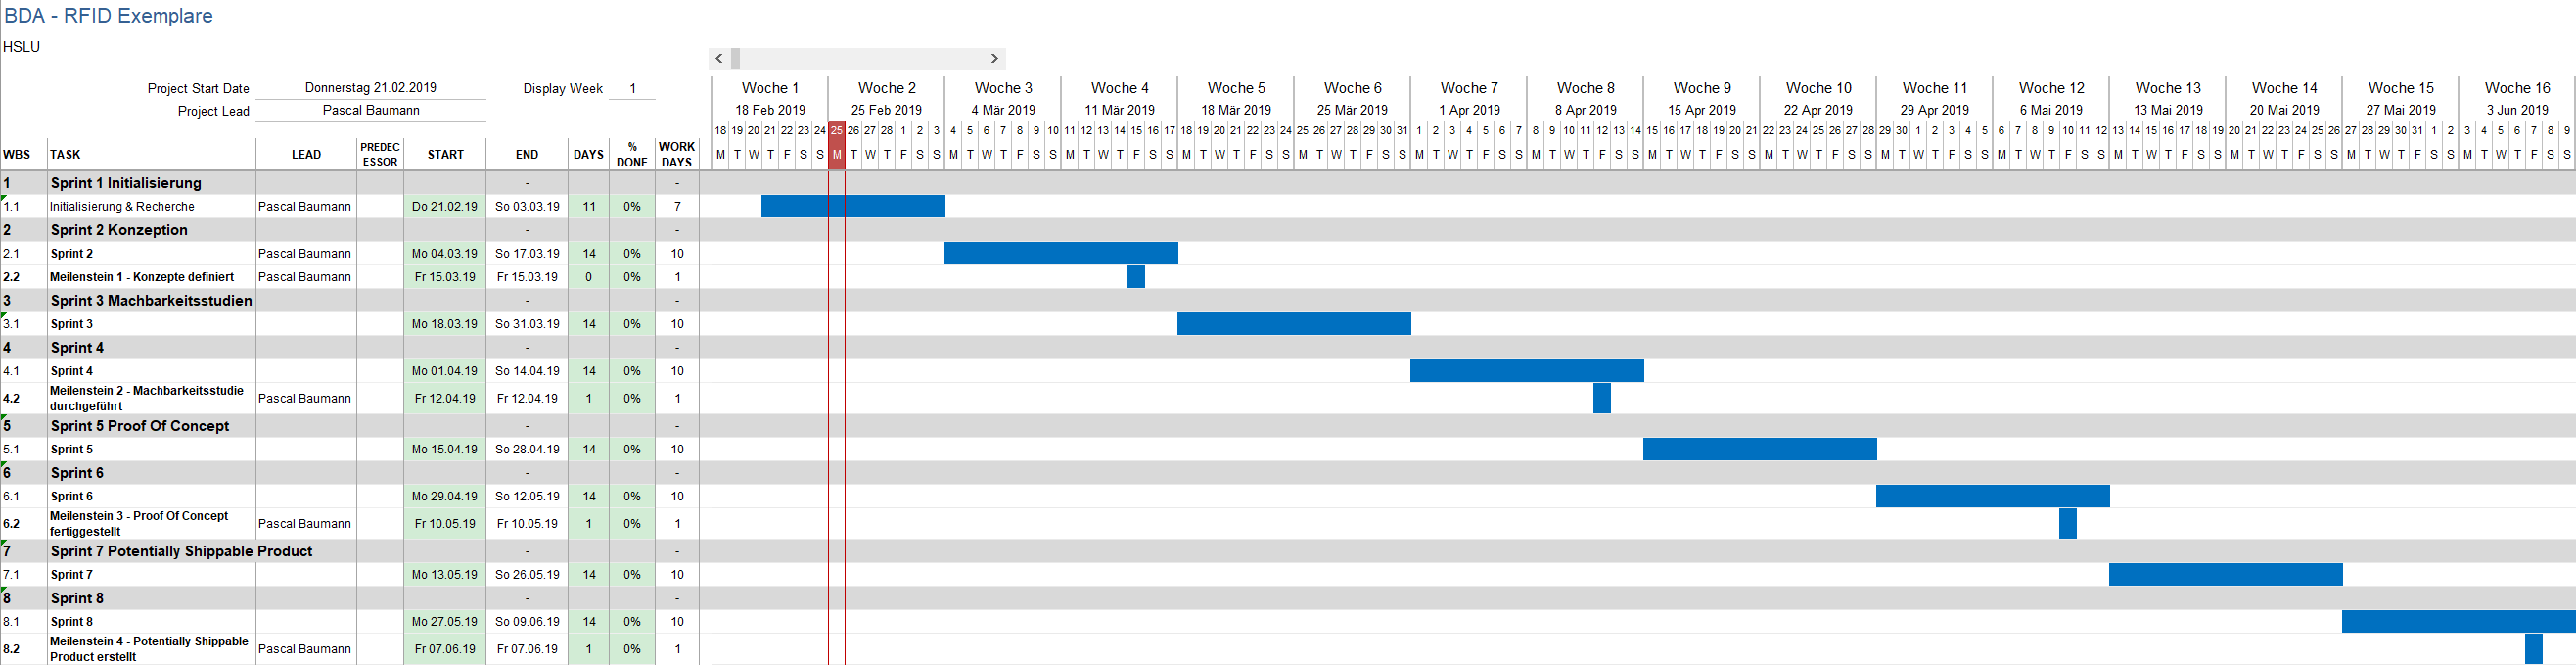 BDA - RFID Exemplare
HSLU
Project Start Date Donnerstag 21.02.2019 Display Week 1
Project Lead Pascal Baumann
Woche 1 Woche 2 Woche 3 Woche 4 Woche 5 Woche 6 Woche 7 Woche 8 Woche 9 Woche 10 Woche 11 Woche 12 Woche 13 Woche 14 Woche 15 Woche 16
18 Feb 2019 25 Feb 2019 4 Mär 2019 11 Mär 2019 18 Mär 2019 25 Mär 2019 1 Apr 2019 8 Apr 2019 15 Apr 2019 22 Apr 2019 29 Apr 2019 6 Mai 2019 13 Mai 2019 20 Mai 2019 27 Mai 2019 3 Jun 2019
18 19 20 21 22 23 24 25 26 27 28 1 2 3 4 5 6 7 8 9 10 11 12 13 14 15 16 17 18 19 20 21 22 23 24 25 26 27 28 29 30 31 1 2 3 4 5 6 7 8 9 10 11 12 13 14 15 16 17 18 19 20 21 22 23 24 25 26 27 28 29 30 1 2 3 4 5 6 7 8 9 10 11 12 13 14 15 16 17 18 19 20 21 22 23 24 25 26 27 28 29 30 31 1 2 3 4 5 6 7 8 9
M T W T F S S M T W T F S S M T W T F S S M T W T F S S M T W T F S S M T W T F S S M T W T F S S M T W T F S S M T W T F S S M T W T F S S M T W T F S S M T W T F S S M T W T F S S M T W T F S S M T W T F S S M T W T F S S
WBS TASK LEAD PREDEC ESSOR START END DAYS % DONE WORK DAYS
1 Sprint 1 Initialisierung - -
1.1 Initialisierung & Recherche Pascal Baumann Do 21.02.19 So 03.03.19 11 0% 7
2 Sprint 2 Konzeption - -
2.1 Sprint 2 Pascal Baumann Mo 04.03.19 So 17.03.19 14 0% 10
2.2 Meilenstein 1 - Konzepte definiert Pascal Baumann Fr 15.03.19 Fr 15.03.19 0 0% 1
3 Sprint 3 Machbarkeitsstudien - -
3.1 Sprint 3 Mo 18.03.19 So 31.03.19 14 0% 10
4 Sprint 4 - -
4.1 Sprint 4 Mo 01.04.19 So 14.04.19 14 0% 10
4.2 Meilenstein 2 - Machbarkeitsstudie durchgeführt Pascal Baumann Fr 12.04.19 Fr 12.04.19 1 0% 1
5 Sprint 5 Proof Of Concept - -
5.1 Sprint 5 Mo 15.04.19 So 28.04.19 14 0% 10
6 Sprint 6 - -
6.1 Sprint 6 Mo 29.04.19 So 12.05.19 14 0% 10
6.2 Meilenstein 3 - Proof Of Concept fertiggestellt Pascal Baumann Fr 10.05.19 Fr 10.05.19 1 0% 1
7 Sprint 7 Potentially Shippable Product - -
7.1 Sprint 7 Mo 13.05.19 So 26.05.19 14 0% 10
8 Sprint 8 - -
8.1 Sprint 8 Mo 27.05.19 So 09.06.19 14 0% 10
8.2 Meilenstein 4 - Potentially Shippable Product erstellt Pascal Baumann Fr 07.06.19 Fr 07.06.19 1 0% 1